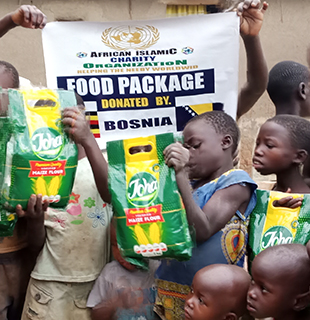 AFRICAN ISLAMIC
CHARITY
ORGANIZATION
HELPING THE NEEDY WORLDWID
FOOD PACKAGE
DONATED BY.
BOSNIA
Joha
MAIZE FLOUR
Joha
MAIZE FLOUR
Joha